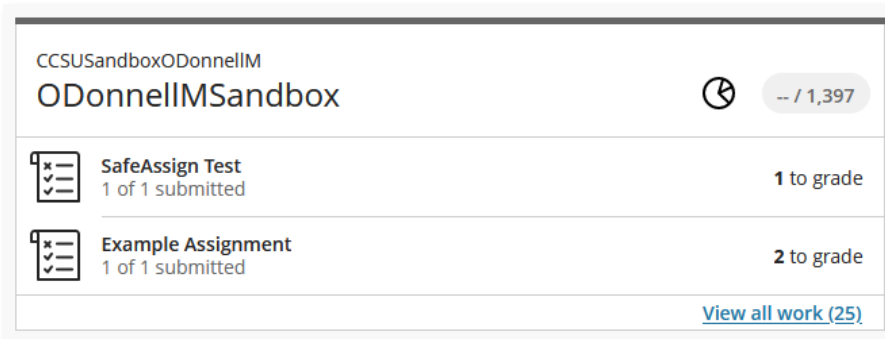 CCSUSandboxODonnellM
ODonnellMSandbox
-- / 1,397
SafeAssign Test
1 of 1 submitted
1 to grade
Example Assignment
1 of 1 submitted
2 to grade
View all work (25)